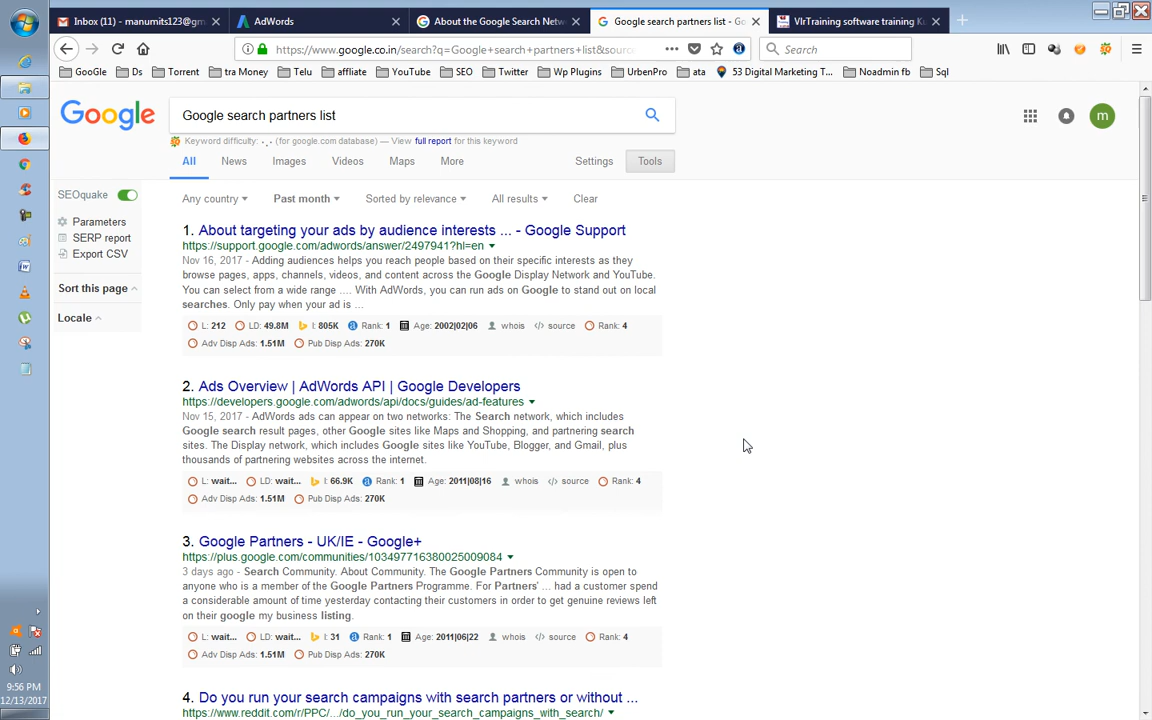 Inbox (11) - manumits123@gm
AdWords
About the Google Search Netw
Google search partners list - Go
VlrTraining software training Ku
https://www.google.co.in/search?q=Google+search+partners+list&sourc
Search
GooGle
Ds
Torrent
tra Money
Telu
affliate
YouTube
SEO
Twitter
Wp Plugins
UrbenPro
ata
53 Digital Marketing T...
Noadmin fb
Sql
Google
Google search partners list
m
Keyword difficulty: (for google.com database) — View full report for this keyword
All
News
Images
Videos
Maps
More
Settings
Tools
SEOquake
Parameters
SERP report
Export CSV
Sort this page
Locale
Any country
Past month
Sorted by relevance
All results
Clear
1. About targeting your ads by audience interests ... - Google Support
https://support.google.com/adwords/answer/2497941?hl=en
Nov 16, 2017 - Adding audiences helps you reach people based on their specific interests as they
browse pages, apps, channels, videos, and content across the Google Display Network and YouTube.
You can select from a wide range .... With AdWords, you can run ads on Google to stand out on local
searches. Only pay when your ad is ...
L: 212 LD: 49.8M I: 805K Rank: 1 Age: 2002|02|06 whois source Rank: 4
Adv Disp Ads: 1.51M Pub Disp Ads: 270K
2. Ads Overview | AdWords API | Google Developers
https://developers.google.com/adwords/api/docs/guides/ad-features
Nov 15, 2017 - AdWords ads can appear on two networks: The Search network, which includes
Google search result pages, other Google sites like Maps and Shopping, and partnering search
sites. The Display network, which includes Google sites like YouTube, Blogger, and Gmail, plus
thousands of partnering websites across the internet.
L: wait... LD: wait... I: 66.9K Rank: 1 Age: 2011|08|16 whois source Rank: 4
Adv Disp Ads: 1.51M Pub Disp Ads: 270K
3. Google Partners - UK/IE - Google+
https://plus.google.com/communities/103497716380025009084
3 days ago - Search Community. About Community. The Google Partners Community is open to
anyone who is a member of the Google Partners Programme. For Partners' ... had a customer spend
a considerable amount of time yesterday contacting their customers in order to get genuine reviews left
on their google my business listing.
L: wait... LD: wait... I: 31 Rank: 1 Age: 2011|06|22 whois source Rank: 4
Adv Disp Ads: 1.51M Pub Disp Ads: 270K
4. Do you run your search campaigns with search partners or without ...
https://www.reddit.com/r/PPC/.../do_you_run_your_search_campaigns_with_search/
9:56 PM
12/13/2017